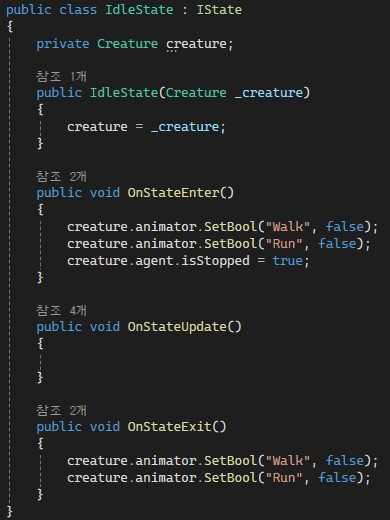 public class IdleState : IState
{
    private Creature creature;

    참조 1개
    public IdleState(Creature _creature)
    {
        creature = _creature;
    }

    참조 2개
    public void OnStateEnter()
    {
        creature.animator.SetBool("Walk", false);
        creature.animator.SetBool("Run", false);
        creature.agent.isStopped = true;
    }

    참조 4개
    public void OnStateUpdate()
    {

    }

    참조 2개
    public void OnStateExit()
    {
        creature.animator.SetBool("Walk", false);
        creature.animator.SetBool("Run", false);
    }
}